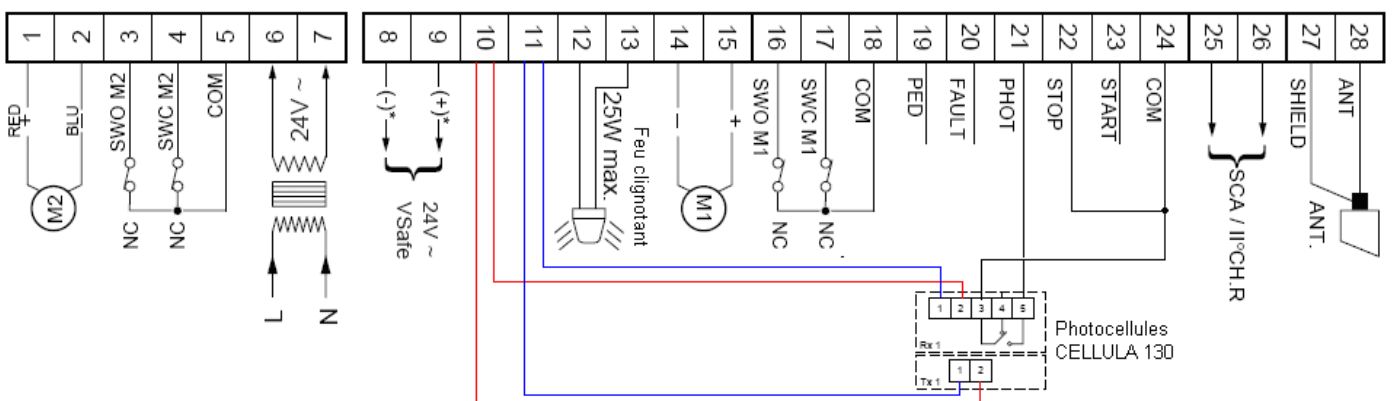 1 2 3 4 5 6 7 8 9 10 11 12 13 14 15 16 17 18 19 20 21 22 23 24 25 26 27 28
RED
+
BLU
M2
SWO M2
SWC M2
COM
NC
NC
24V ~
L
N
(-)*
(+)*
24V ~
VSafe
25W max.
Feu clignotant
+
M1
SWO M1
SWC M1
COM
NC
NC
PED
FAULT
PHOT
STOP
START
COM
SCA / II°CH.R
SHIELD
ANT
ANT.
1 2 3 4 5
Rx 1
Photocellules
CELLULA 130
1 2
Tx 1